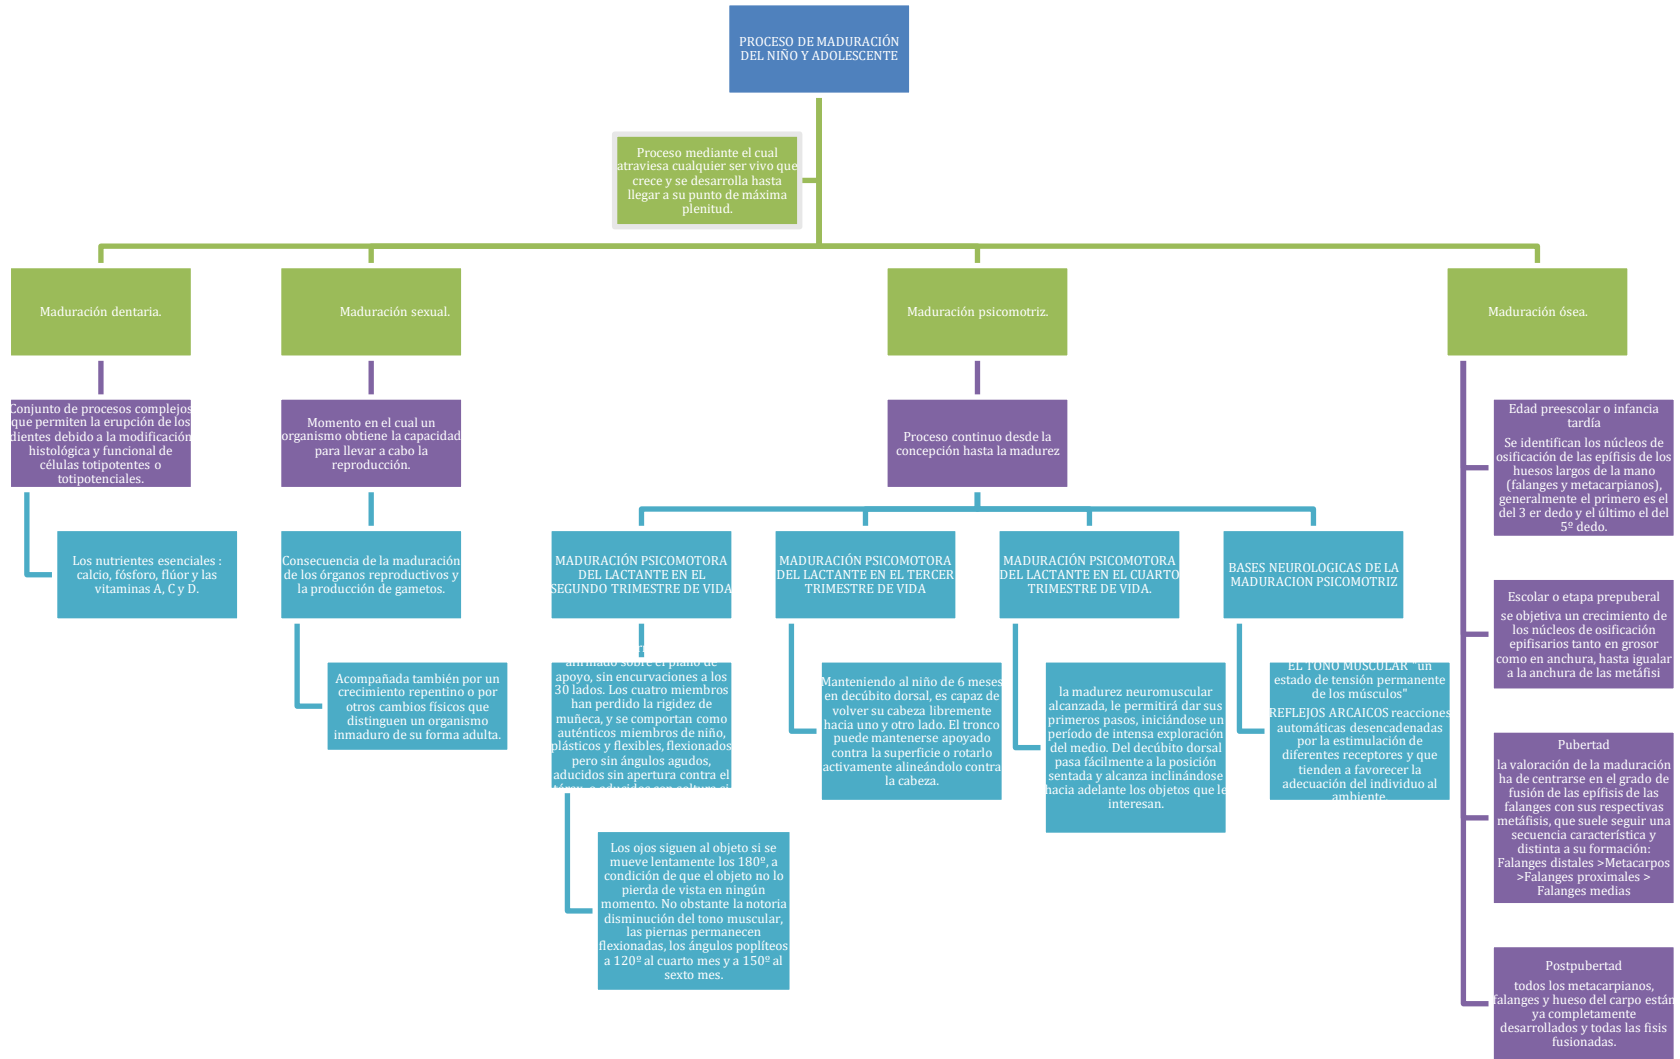 PROCESO DE MADURACIÓN
DEL NIÑO Y ADOLESCENTE
Proceso mediante el cual
atraviesa cualquier ser vivo que
crece y se desarrolla hasta
llegar a su punto de máxima
plenitud.
Maduración dentaria.
Conjunto de procesos complejos
que permiten la erupción de los
dientes debido a la modificación
histológica y funcional de
células totipotentes o
totipotenciales.
Los nutrientes esenciales :
calcio, fósforo, flúor y las
vitaminas A, C y D.
Maduración sexual.
Momento en el cual un
organismo obtiene la capacidad
para llevar a cabo la
reproducción.
Consecuencia de la maduración
de los órganos reproductivos y
la producción de gametos.
Acompañada también por un
crecimiento repentino o por
otros cambios físicos que
distinguen un organismo
inmaduro de su forma adulta.
Maduración psicomotriz.
Proceso continuo desde la
concepción hasta la madurez
MADURACIÓN PSICOMOTORA
DEL LACTANTE EN EL
SEGUNDO TRIMESTRE DE VIDA
afirmado sobre el plano de
apoyo, sin encurvaciones a los
30 lados. Los cuatro miembros
han perdido la rigidez de
muñeca, y se comportan como
auténticos miembros de niño,
plásticos y flexibles, flexionados
pero sin ángulos agudos,
aducidos sin apertura contra el
Los ojos siguen al objeto si se
mueve lentamente los 180º, a
condición de que el objeto no lo
pierda de vista en ningún
momento. No obstante la notoria
disminución del tono muscular,
las piernas permanecen
flexionadas, los ángulos poplíteos
a 120º al cuarto mes y a 150º al
sexto mes.
MADURACIÓN PSICOMOTORA
DEL LACTANTE EN EL TERCER
TRIMESTRE DE VIDA
Manteniendo al niño de 6 meses
en decúbito dorsal, es capaz de
volver su cabeza libremente
hacia uno y otro lado. El tronco
puede mantenerse apoyado
contra la superficie o rotarlo
activamente alineándolo contra
la cabeza.
MADURACIÓN PSICOMOTORA
DEL LACTANTE EN EL CUARTO
TRIMESTRE DE VIDA.
la madurez neuromuscular
alcanzada, le permitirá dar sus
primeros pasos, iniciándose un
período de intensa exploración
del medio. Del decúbito dorsal
pasa fácilmente a la posición
sentada y alcanza inclinándose
hacia adelante los objetos que le
interesan.
BASES NEUROLOGICAS DE LA
MADURACION PSICOMOTRIZ
EL TONO MUSCULAR "un
estado de tensión permanente
de los músculos"
REFLEJOS ARCAICOS reacciones
automáticas desencadenadas
por la estimulación de
diferentes receptores y que
tienden a favorecer la
adecuación del individuo al
ambiente.
Maduración ósea.
Edad preescolar o infancia
tardía
Se identifican los núcleos de
osificación de las epífisis de los
huesos largos de la mano
(falanges y metacarpianos),
generalmente el primero es el
del 3 er dedo y el último el del
5º dedo.
Escolar o etapa prepuberal
se objetiva un crecimiento de
los núcleos de osificación
epifisarios tanto en grosor
como en anchura, hasta igualar
a la anchura de las metáfisi
Pubertad
la valoración de la maduración
ha de centrarse en el grado de
fusión de las epífisis de las
falanges con sus respectivas
metáfisis, que suele seguir una
secuencia característica y
distinta a su formación:
Falanges distales >Metacarpos
>Falanges proximales >
Falanges medias
Postpubertad
todos los metacarpianos,
falanges y hueso del carpo están
ya completamente
desarrollados y todas las fisis
fusionadas.